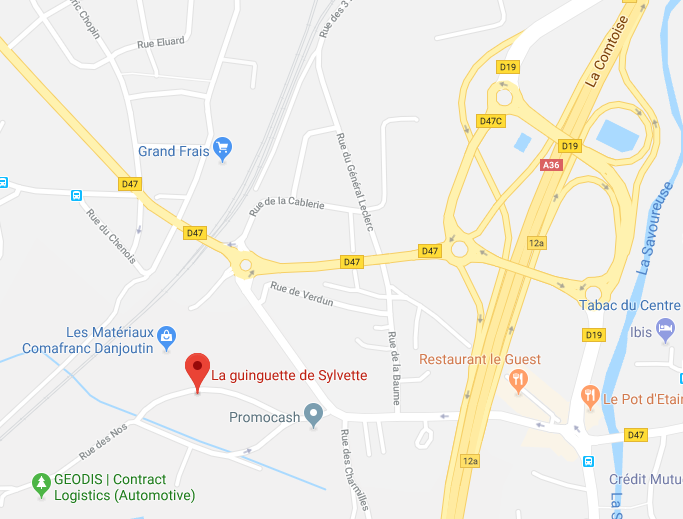 ric Chopin
Rue Eluard
Rue des 3
D19
La Comtoise
D47C
D19
A36
Grand Frais
D47
Rue du Général Leclerc
Rue de la Cablerie
Rue du Chenois
D47
D47
D47
12a
La Savoureuse
Rue de Verdun
Tabac du Centre
Ibis
D19
Les Matériaux
Comafranc Danjoutin
Rue de la Baume
Restaurant le Guest
La guinguette de Sylvette
Le Pot d'Etain
Promocash
Rue des Nos
Rue des Charmilles
D47
12a
GEODIS | Contract
Logistics (Automotive)
Crédit Mutu
La S